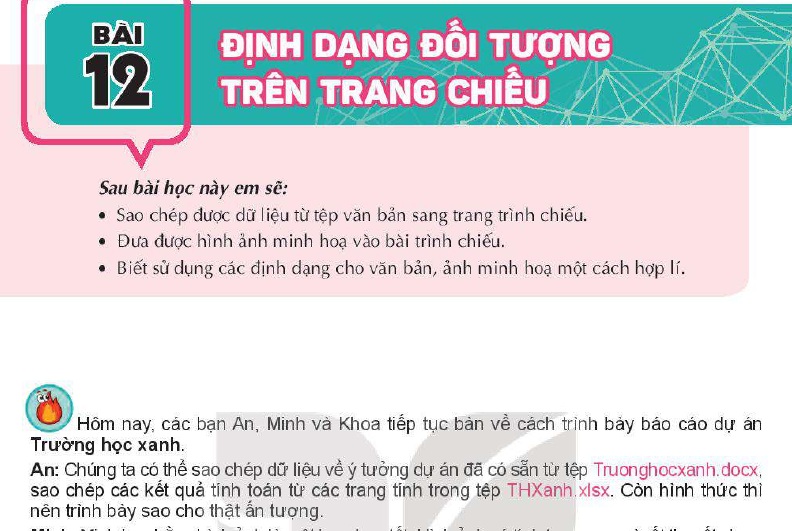 BÀI
12
ĐỊNH DẠNG ĐỐI TƯỢNG
TRÊN TRANG CHIẾU
Sau bài học này em sẽ:
• Sao chép được dữ liệu từ tệp văn bản sang trang trình chiếu.
• Đưa được hình ảnh minh hoạ vào bài trình chiếu.
• Biết sử dụng các định dạng cho văn bản, ảnh minh hoạ một cách hợp lí.
Hôm nay, các bạn An, Minh và Khoa tiếp tục bàn về cách trình bày báo cáo dự án
Trường học xanh.
An: Chúng ta có thể sao chép dữ liệu về ý tưởng dự án đã có sẵn từ tệp Truonghocxanh.docx,
sao chép các kết quả tính toán từ các trang tính trong tệp THXanh.xlsx. Còn hình thức thì
nên trình bày sao cho thật ấn tượng.